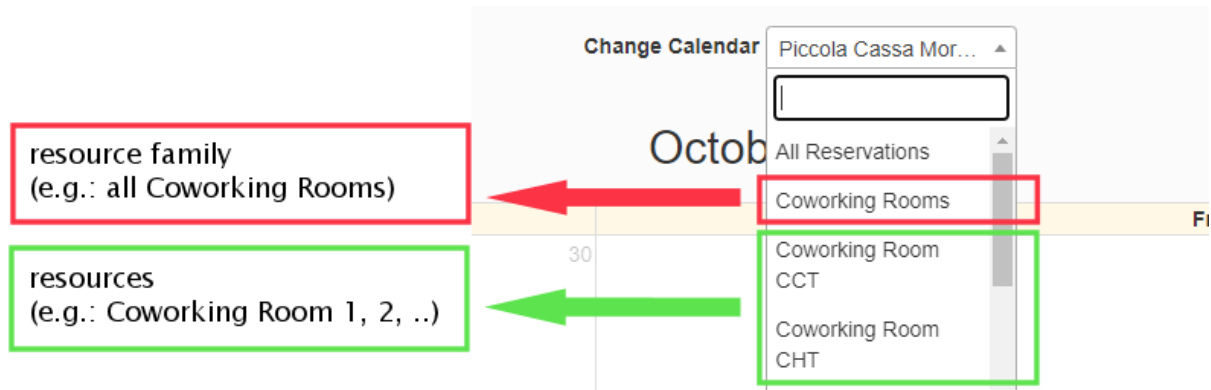 Change Calendar
Piccola Cassa Mor...
resource family
(e.g.: all Coworking Rooms)
Octob
All Reservations
Coworking Rooms
Fr
resources
(e.g.: Coworking Room 1, 2, ..)
30
Coworking Room
CCT
Coworking Room
CHT